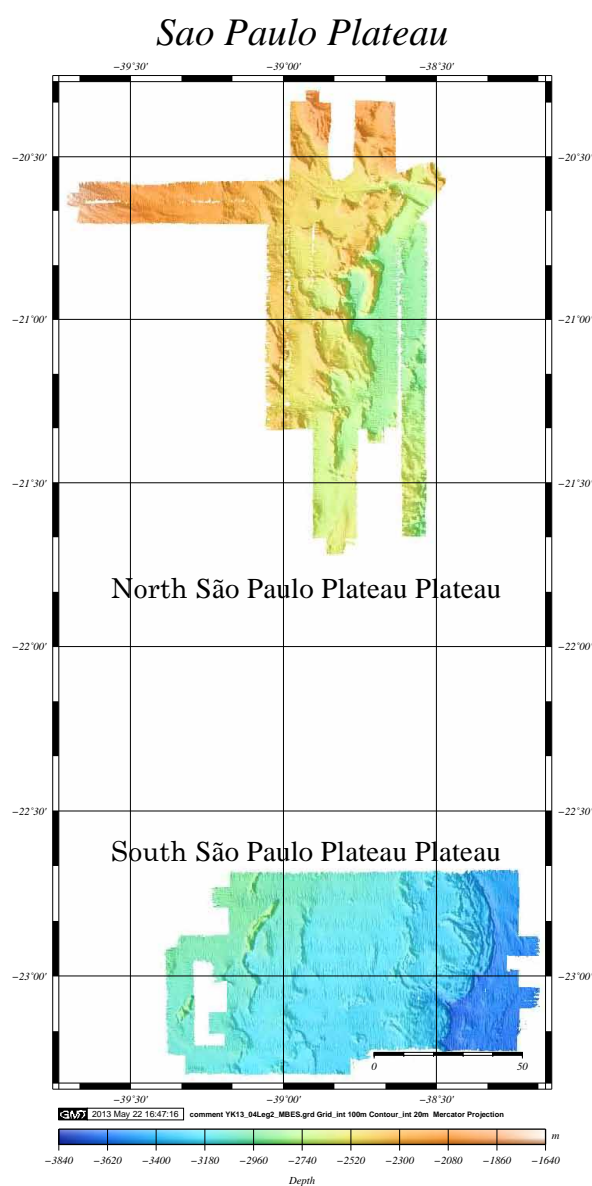 Sao Paulo Plateau
−39˚30' −39˚00' −38˚30'
−20˚30' −20˚30'
−21˚00' −21˚00'
−21˚30' −21˚30'
North São Paulo Plateau Plateau
−22˚00' −22˚00'
−22˚30' −22˚30'
South São Paulo Plateau Plateau
−23˚00' −23˚00'
0 50
−39˚30' −39˚00' −38˚30'
GMT 2013 May 22 16:47:16 comment YK13_04Leg2_MBES.grd Grid_int 100m Contour_int 20m Mercator Projection
m
−3840 −3620 −3400 −3180 −2960 −2740 −2520 −2300 −2080 −1860 −1640
Depth